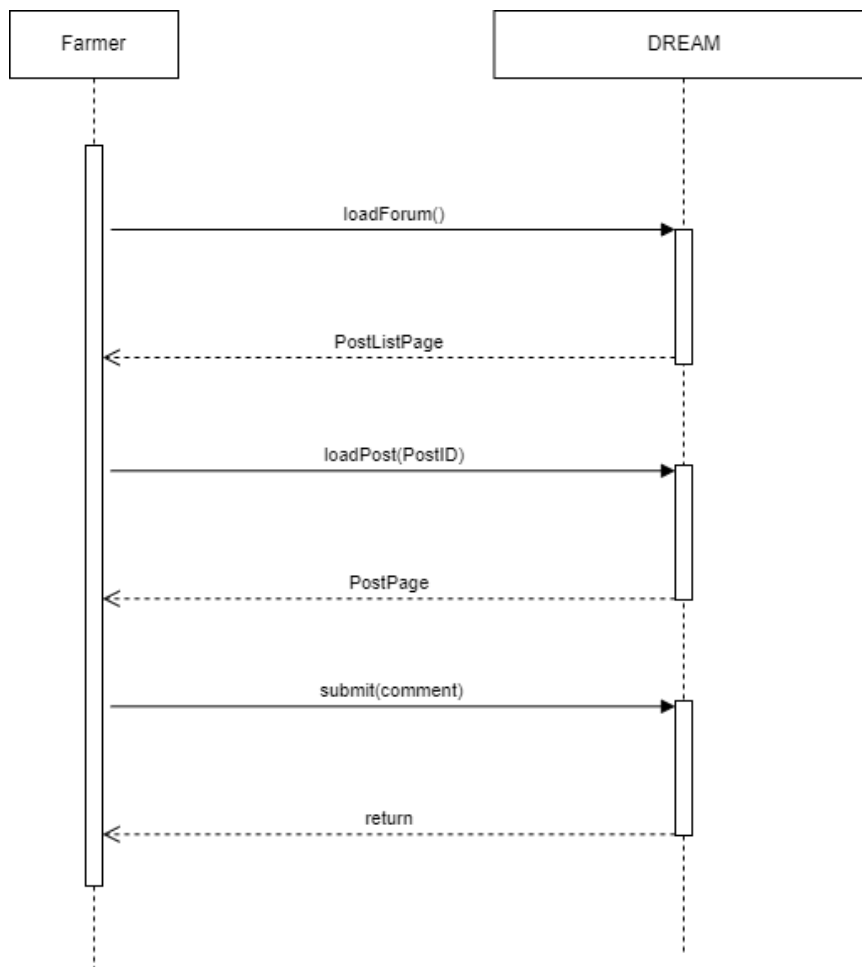 Farmer
DREAM
loadForum()
PostListPage
loadPost(PostID)
PostPage
submit(comment)
return